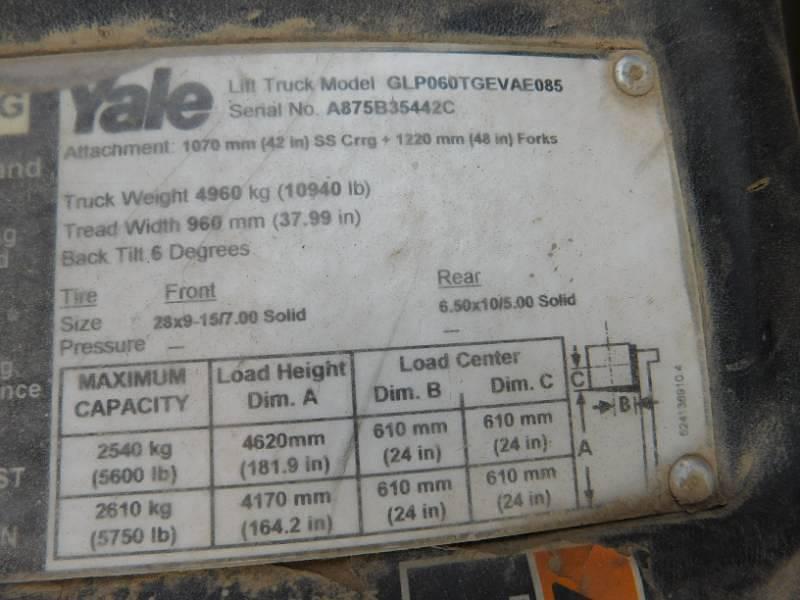 Yale
Lift Truck Model GLP060TGEVAE085
Serial No. A875B35442C
Attachment: 1070 mm (42 in) SS Crrg + 1220 mm (48 in) Forks
Truck Weight 4960 kg (10940 lb)
Tread Width 960 mm (37.99 in)
Back Tilt 6 Degrees
Tire Front Rear
Size 28x9-15/7.00 Solid 6.50x10/5.00 Solid
Pressure — —
MAXIMUM CAPACITY Load Height Dim. A Load Center Dim. B Dim. C
2540 kg (5600 lb) 4620mm (181.9 in) 610 mm (24 in) 610 mm (24 in)
2610 kg (5750 lb) 4170 mm (164.2 in) 610 mm (24 in) 610 mm (24 in)
C
B
A
524136910.4